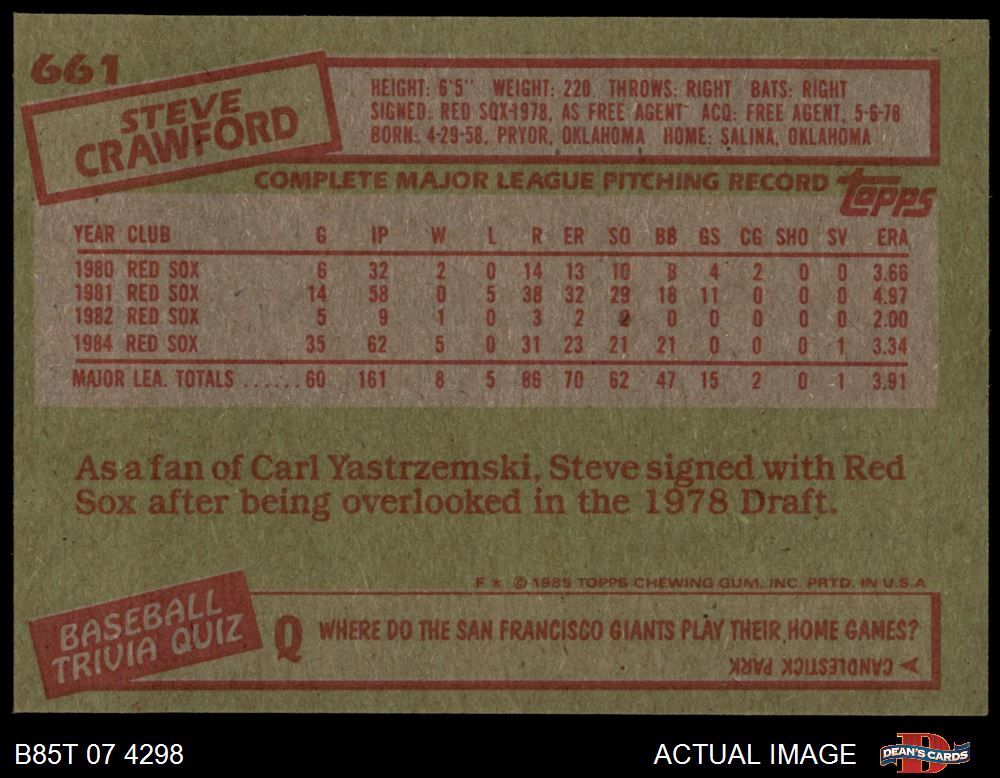 661
STEVE
CRAWFORD
HEIGHT: 6'5" WEIGHT: 220 THROWS: RIGHT BATS: RIGHT
SIGNED: RED SOX-1978, AS FREE AGENT ACQ: FREE AGENT, 5-6-78
BORN: 4-29-58, PRYOR, OKLAHOMA HOME: SALINA, OKLAHOMA
COMPLETE MAJOR LEAGUE PITCHING RECORD
topps
YEAR CLUB G IP W L R ER SO BB GS CG SHO SV ERA
1980 RED SOX 6 32 2 0 14 13 10 8 4 2 0 0 3.66
1981 RED SOX 14 58 0 5 38 32 29 18 11 0 0 0 4.97
1982 RED SOX 5 9 1 0 3 2 2 0 0 0 0 0 2.00
1984 RED SOX 35 62 5 0 31 23 21 21 0 0 0 1 3.34
MAJOR LEA. TOTALS ...... 60 161 8 5 86 70 62 47 15 2 0 1 3.91
As a fan of Carl Yastrzemski, Steve signed with Red
Sox after being overlooked in the 1978 Draft.
F * © 1985 TOPPS CHEWING GUM, INC. PRTD. IN U.S.A
BASEBALL
TRIVIA QUIZ
Q WHERE DO THE SAN FRANCISCO GIANTS PLAY THEIR HOME GAMES?
A CANDLESTICK PARK
B85T 07 4298
ACTUAL IMAGE
D
DEAN'S CARDS